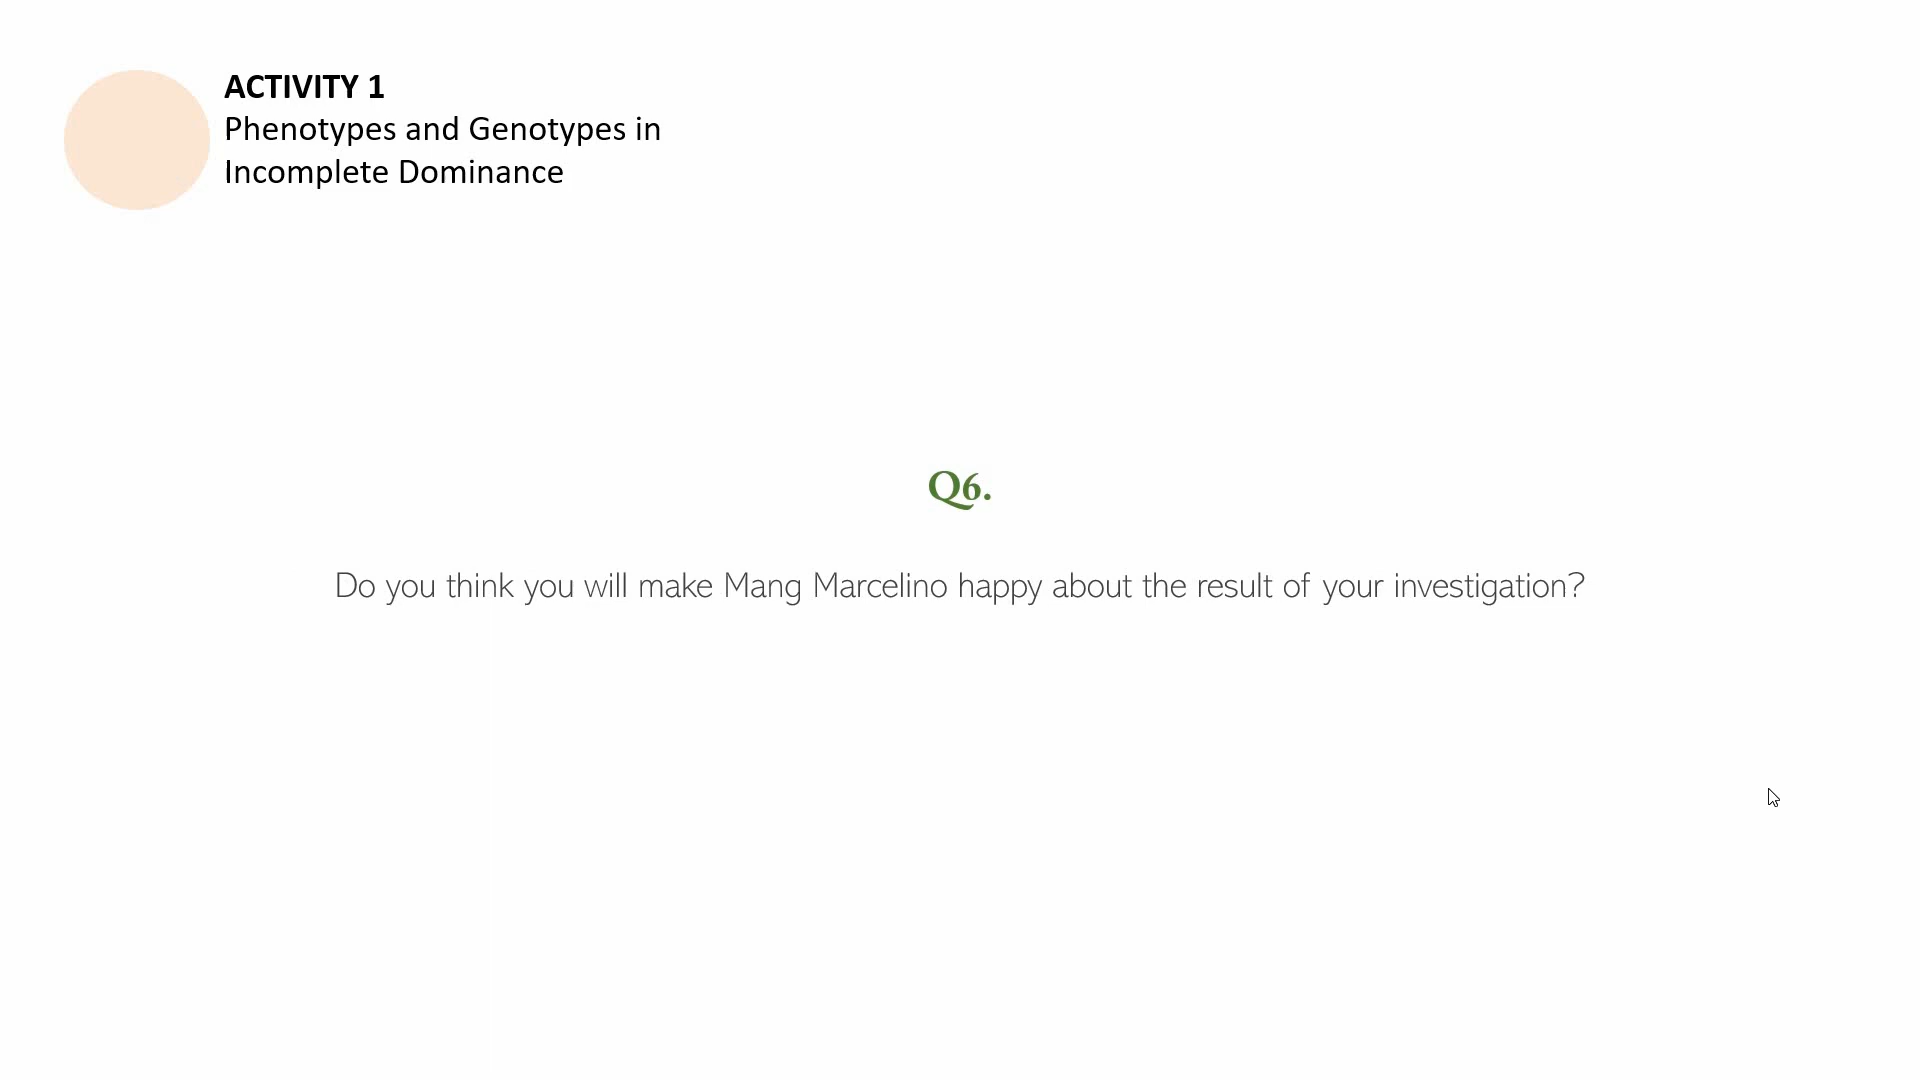 ACTIVITY 1
Phenotypes and Genotypes in
Incomplete Dominance
Q6.
Do you think you will make Mang Marcelino happy about the result of your investigation?